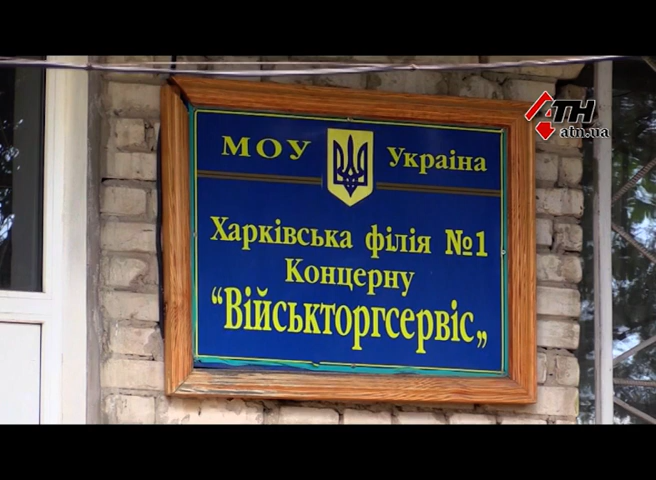 МОУ Україна
Харківська філія №1
Концерну
“Військторгсервіс„
АТН
atn.ua